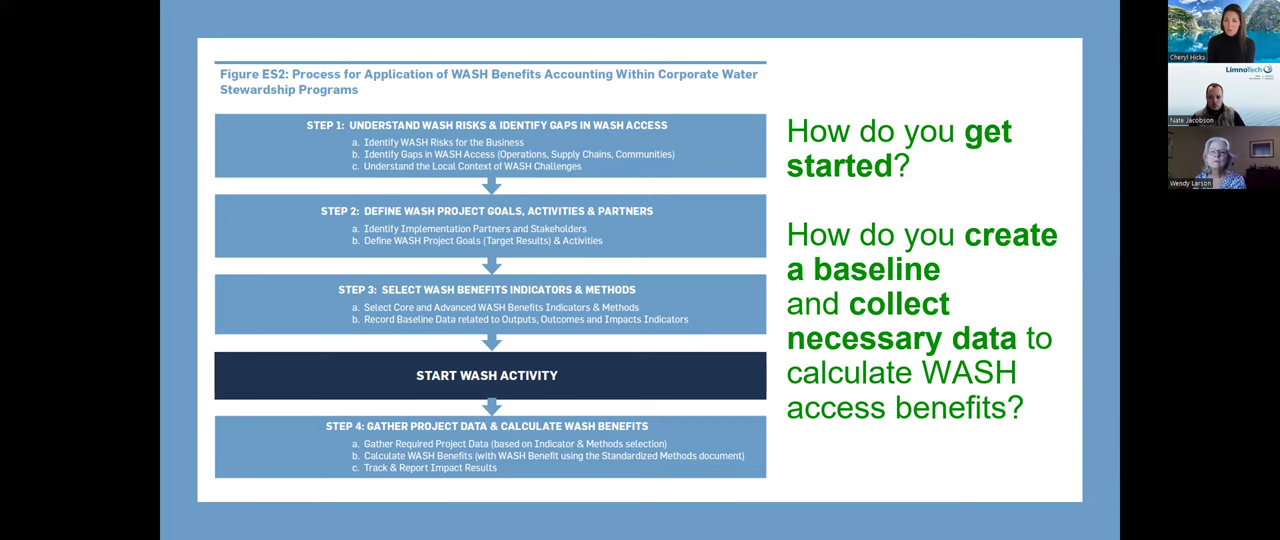 Figure ES2: Process for Application of WASH Benefits Accounting Within Corporate Water
Stewardship Programs
STEP 1: UNDERSTAND WASH RISKS & IDENTIFY GAPS IN WASH ACCESS
a. Identify WASH Risks for the Business
b. Identify Gaps in WASH Access (Operations, Supply Chains, Communities)
c. Understand the Local Context of WASH Challenges
STEP 2: DEFINE WASH PROJECT GOALS, ACTIVITIES & PARTNERS
a. Identify Implementation Partners and Stakeholders
b. Define WASH Project Goals (Target Results) & Activities
STEP 3: SELECT WASH BENEFITS INDICATORS & METHODS
a. Select Core and Advanced WASH Benefits Indicators & Methods
b. Record Baseline Data related to Outputs, Outcomes and Impacts Indicators
START WASH ACTIVITY
STEP 4: GATHER PROJECT DATA & CALCULATE WASH BENEFITS
a. Gather Required Project Data (based on Indicator & Methods selection)
b. Calculate WASH Benefits (with WASH Benefit using the Standardized Methods document)
c. Track & Report Impact Results
How do you get
started?
How do you create
a baseline
and collect
necessary data to
calculate WASH
access benefits?
Cheryl Hicks
LimnoTech
Nate Jacobson
Wendy Larson